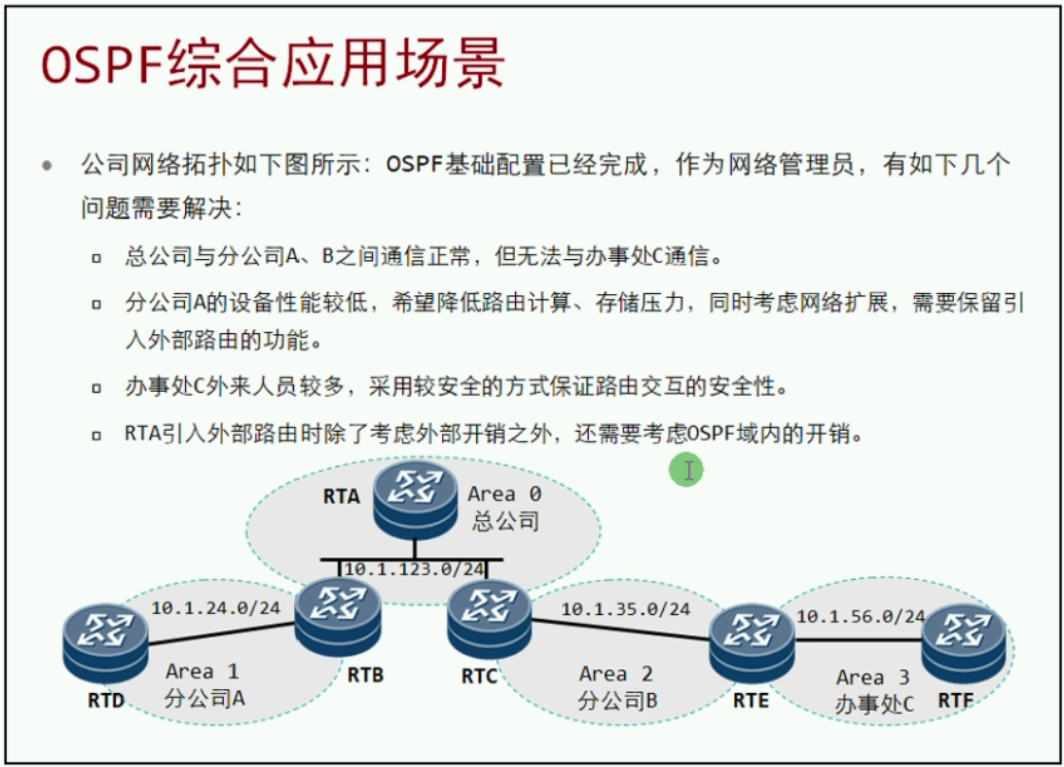 OSPF综合应用场景
公司网络拓扑如下图所示：OSPF基础配置已经完成，作为网络管理员，有如下几个
问题需要解决：
总公司与分公司A、B之间通信正常，但无法与办事处C通信。
分公司A的设备性能较低，希望降低路由计算、存储压力，同时考虑网络扩展，需要保留引
入外部路由的功能。
办事处C外来人员较多，采用较安全的方式保证路由交互的安全性。
RTA引入外部路由时除了考虑外部开销之外，还需要考虑OSPF域内的开销。
RTA
Area 0
总公司
10.1.123.0/24
10.1.24.0/24
10.1.35.0/24
10.1.56.0/24
Area 1
分公司A
RTD
RTB
RTC
Area 2
分公司B
RTE
Area 3
办事处C
RTF